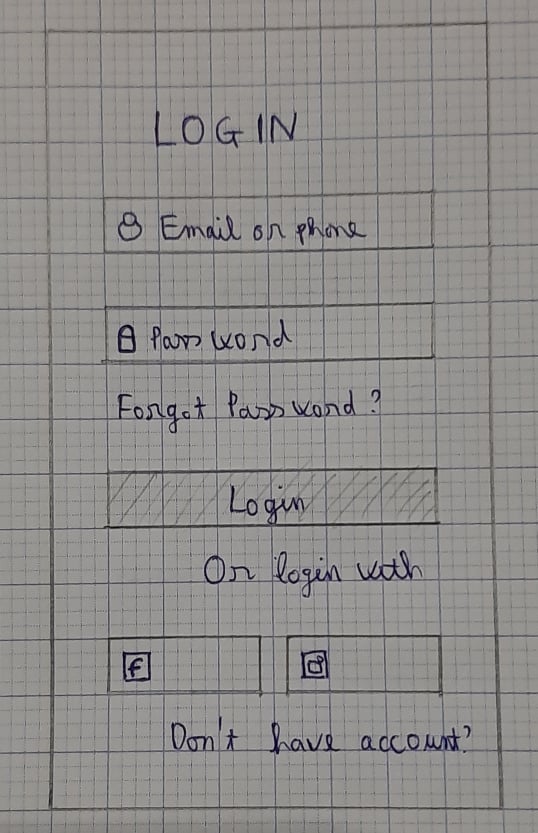 LOGIN
Email or phone
Password
Forgot Password?
Login
Or login with
f
Don't have account?